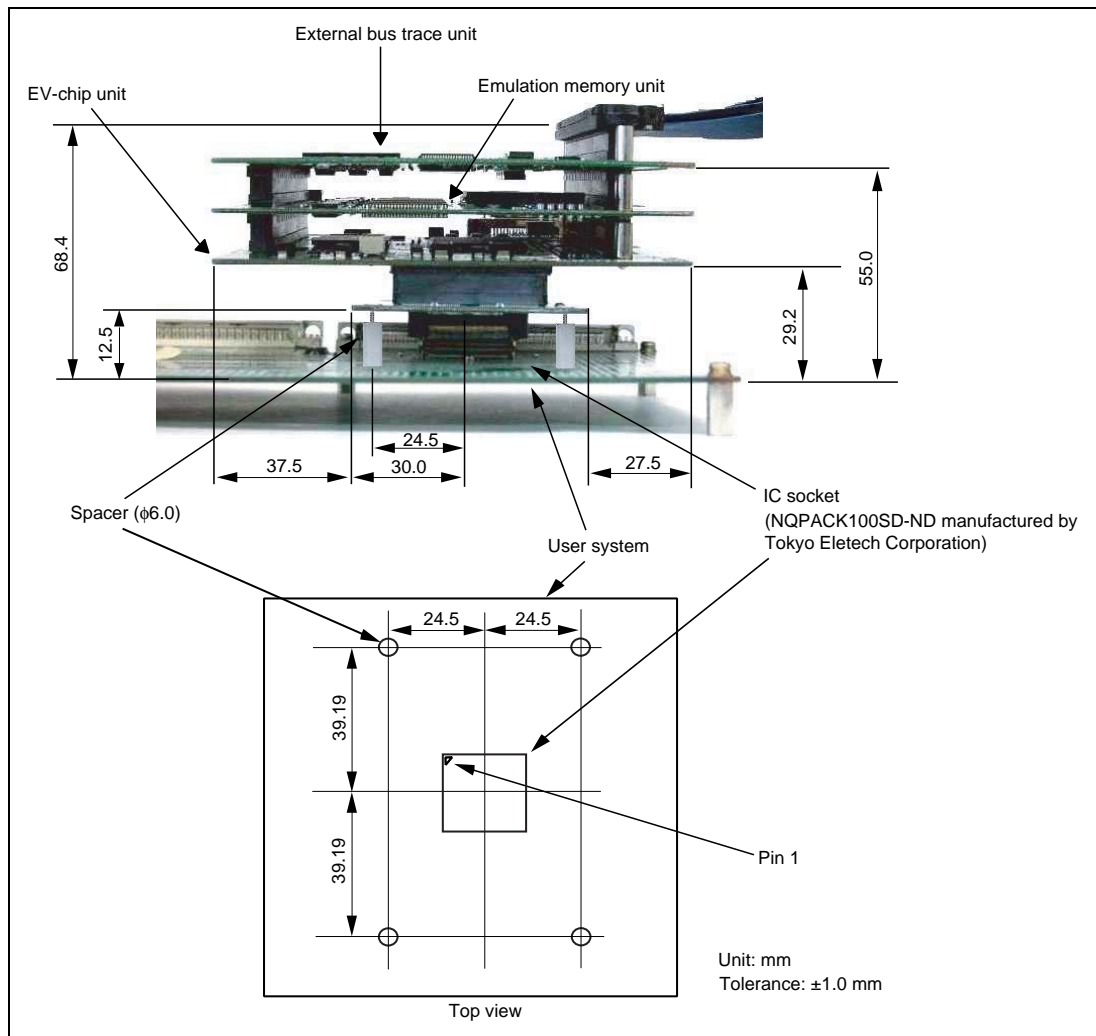 External bus trace unit
Emulation memory unit
EV-chip unit
68.4
12.5
55.0
29.2
24.5
37.5
30.0
27.5
Spacer (ϕ6.0)
IC socket
(NQPACK100SD-ND manufactured by
Tokyo Eletech Corporation)
User system
24.5
24.5
39.19
39.19
Pin 1
Unit: mm
Tolerance: ±1.0 mm
Top view